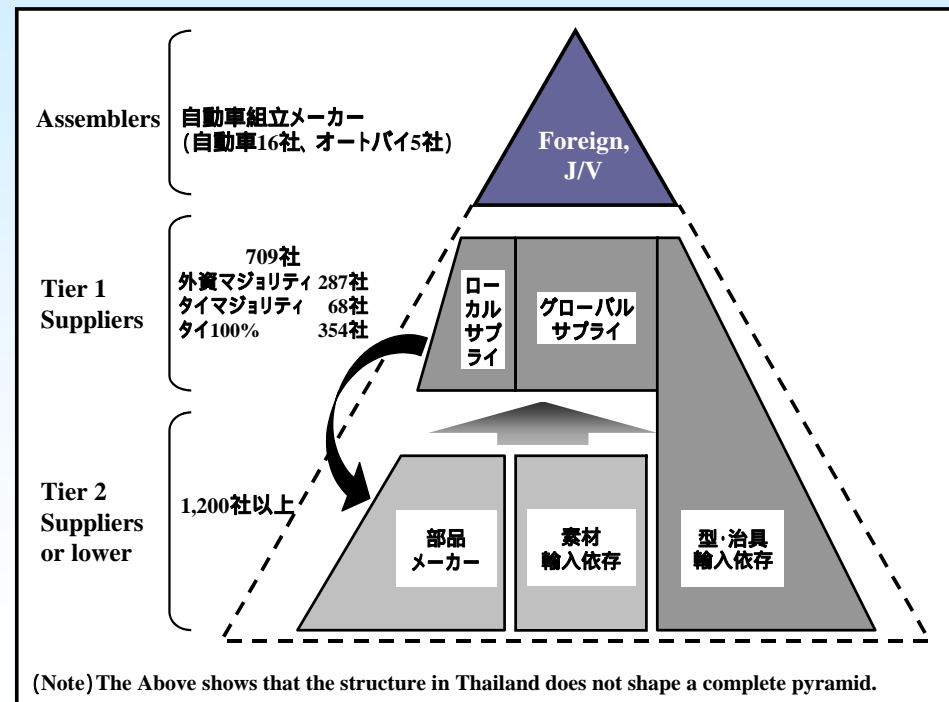 Assemblers
自動車組立メーカー
(自動車16社、オートバイ5社)
Foreign,
J/V
Tier 1
Suppliers
709社
外資マジョリティ 287社
タイマジョリティ 68社
タイ100% 354社
ロー
カル
サプ
ライ
グローバル
サプライ
Tier 2
Suppliers
or lower
1,200社以上
部品
メーカー
素材
輸入依存
型・治具
輸入依存
(Note)The Above shows that the structure in Thailand does not shape a complete pyramid.